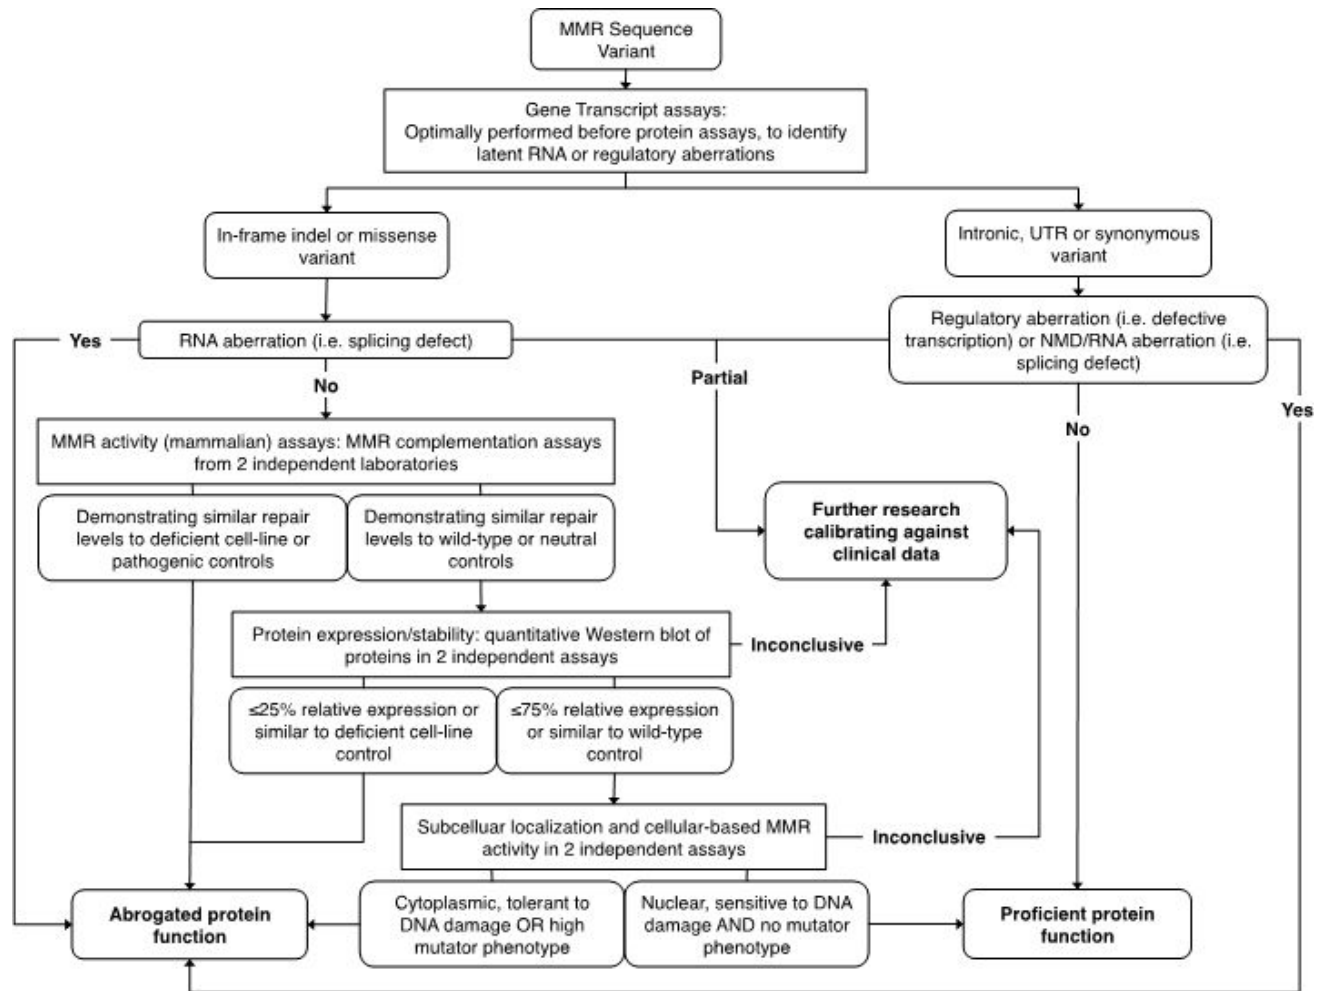 MMR Sequence
Variant
Gene Transcript assays:
Optimally performed before protein assays, to identify
latent RNA or regulatory aberrations
In-frame indel or missense
variant
Intronic, UTR or synonymous
variant
Yes
RNA aberration (i.e. splicing defect)
Regulatory aberration (i.e. defective
transcription) or NMD/RNA aberration (i.e.
splicing defect)
No
Partial
Yes
No
MMR activity (mammalian) assays: MMR complementation assays
from 2 independent laboratories
Demonstrating similar repair
levels to deficient cell-line or
pathogenic controls
Demonstrating similar repair
levels to wild-type or neutral
controls
Further research
calibrating against
clinical data
Protein expression/stability: quantitative Western blot of
proteins in 2 independent assays
Inconclusive
≤25% relative expression or
similar to deficient cell-line
control
≤75% relative expression
or similar to wild-type
control
Subcelluar localization and cellular-based MMR
activity in 2 independent assays
Inconclusive
Abrogated protein
function
Cytoplasmic, tolerant to
DNA damage OR high
mutator phenotype
Nuclear, sensitive to DNA
damage AND no mutator
phenotype
Proficient protein
function